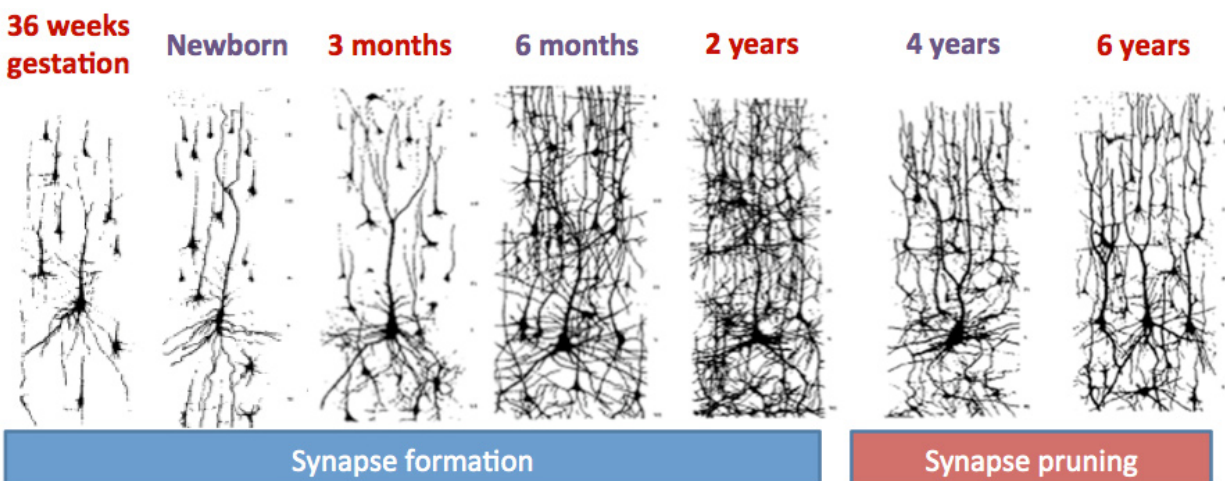 36 weeks
gestation
Newborn
3 months
6 months
2 years
4 years
6 years
Synapse formation
Synapse pruning